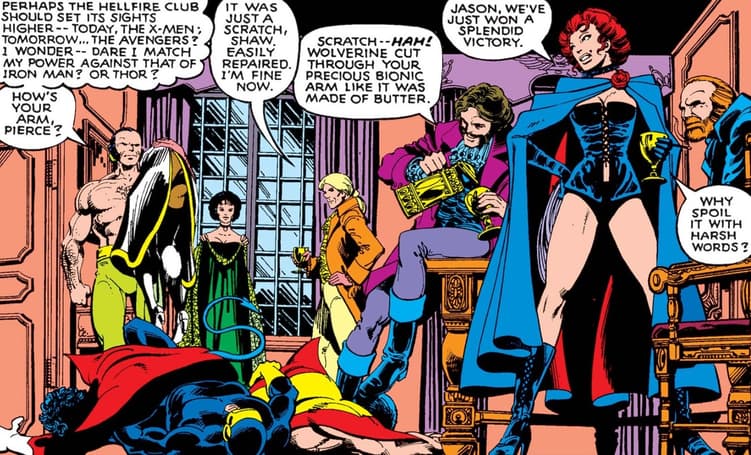 PERHAPS THE HELLFIRE CLUB
SHOULD SET ITS SIGHTS
HIGHER -- TODAY, THE X-MEN;
TOMORROW... THE AVENGERS?
I WONDER -- DARE I MATCH
MY POWER AGAINST THAT OF
IRON MAN? OR THOR?
HOW'S
YOUR
ARM,
PIERCE?
IT WAS
JUST A
SCRATCH,
SHAW.
EASILY
REPAIRED.
I'M FINE
NOW.
SCRATCH -- HAH!
WOLVERINE CUT
THROUGH YOUR
PRECIOUS BIONIC
ARM LIKE IT WAS
MADE OF BUTTER.
JASON, WE'VE
JUST WON A
SPLENDID
VICTORY.
WHY
SPOIL
IT WITH
HARSH
WORDS?